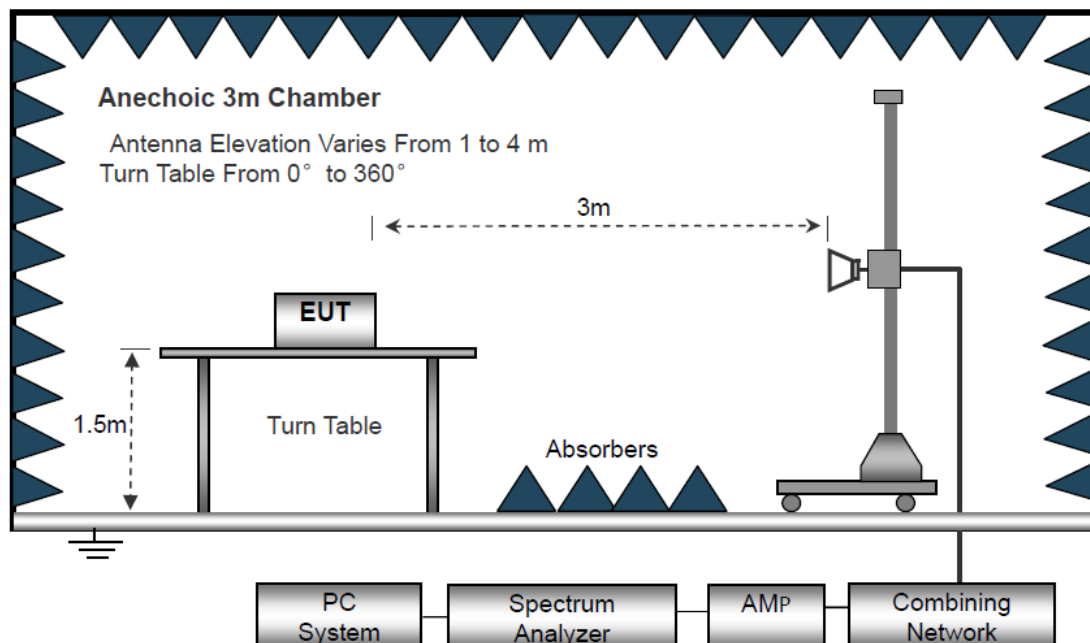 Anechoic 3m Chamber
Antenna Elevation Varies From 1 to 4 m
Turn Table From 0° to 360°
3m
EUT
1.5m
Turn Table
Absorbers
PC
System
Spectrum
Analyzer
AMP
Combining
Network